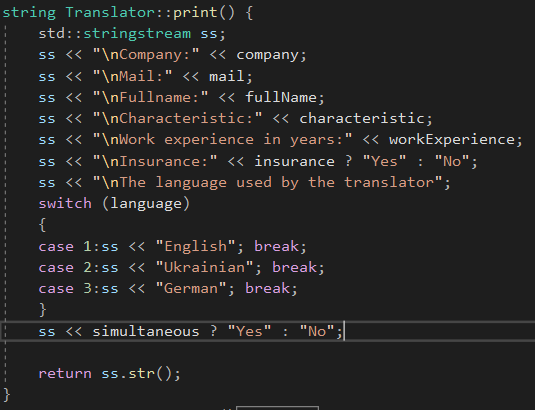 string Translator::print() {
std::stringstream ss;
ss << "\nCompany:" << company;
ss << "\nMail:" << mail;
ss << "\nFullname:" << fullName;
ss << "\nCharacteristic:" << characteristic;
ss << "\nWork experience in years:" << workExperience;
ss << "\nInsurance:" << insurance ? "Yes" : "No";
ss << "\nThe language used by the translator";
switch (language)
{
case 1:ss << "English"; break;
case 2:ss << "Ukrainian"; break;
case 3:ss << "German"; break;
}
ss << simultaneous ? "Yes" : "No";
return ss.str();
}